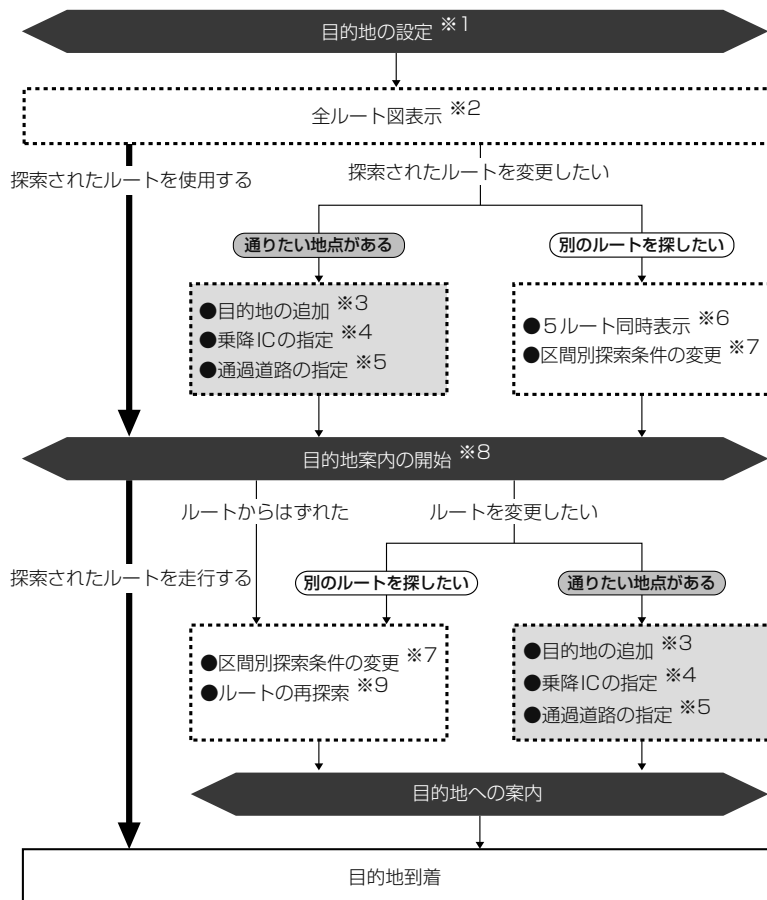 目的地の設定 ※1
全ルート図表示 ※2
探索されたルートを使用する
探索されたルートを変更したい
通りたい地点がある
別のルートを探したい
●目的地の追加 ※3
●乗降ICの指定 ※4
●通過道路の指定 ※5
●5ルート同時表示 ※6
●区間別探索条件の変更 ※7
目的地案内の開始 ※8
ルートからはずれた
ルートを変更したい
探索されたルートを走行する
別のルートを探したい
通りたい地点がある
●区間別探索条件の変更 ※7
●ルートの再探索 ※9
●目的地の追加 ※3
●乗降ICの指定 ※4
●通過道路の指定 ※5
目的地への案内
目的地到着